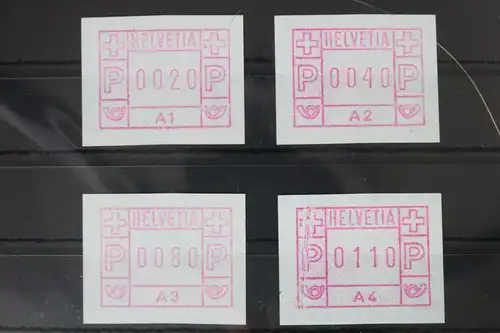 HELVETIA
P 0020 P
A1
HELVETIA
P 0040 P
A2
HELVETIA
P 0080 P
A3
HELVETIA
P 0110 P
A4